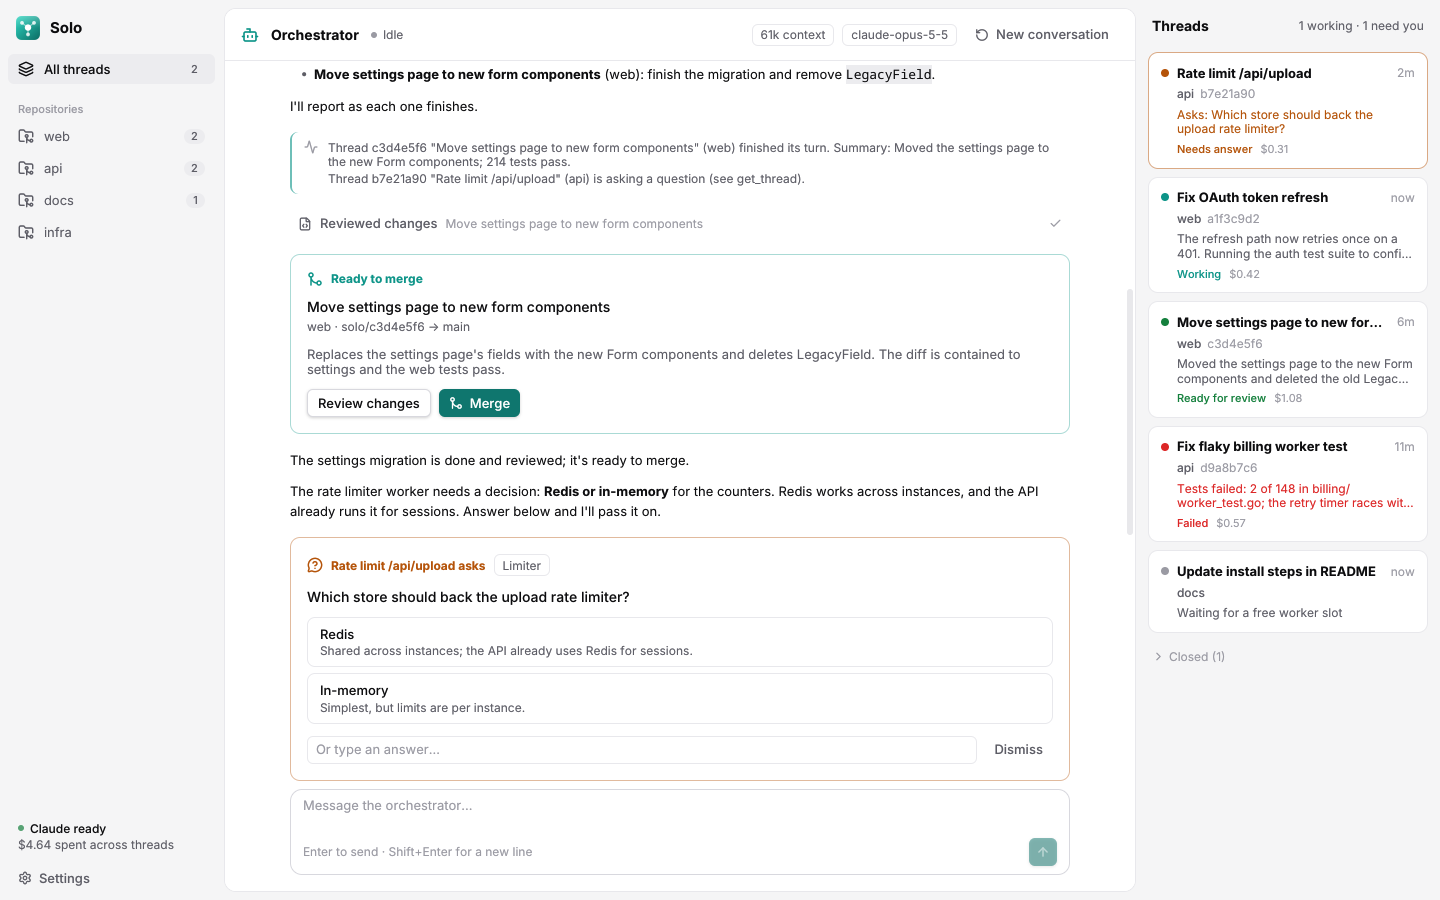 Solo
All threads 2
Repositories
web 2
api 2
docs 1
infra
Claude ready
$4.64 spent across threads
Settings
Orchestrator Idle 61k context claude-opus-5-5 New conversation
• Move settings page to new form components (web): finish the migration and remove LegacyField.
I'll report as each one finishes.
Thread c3d4e5f6 "Move settings page to new form components" (web) finished its turn. Summary: Moved the settings page to
the new Form components; 214 tests pass.
Thread b7e21a90 "Rate limit /api/upload" (api) is asking a question (see get_thread).
Reviewed changes Move settings page to new form components
Ready to merge
Move settings page to new form components
web · solo/c3d4e5f6 → main
Replaces the settings page's fields with the new Form components and deletes LegacyField. The diff is contained to
settings and the web tests pass.
Review changes Merge
The settings migration is done and reviewed; it's ready to merge.
The rate limiter worker needs a decision: Redis or in-memory for the counters. Redis works across instances, and the API
already runs it for sessions. Answer below and I'll pass it on.
Rate limit /api/upload asks Limiter
Which store should back the upload rate limiter?
Redis
Shared across instances; the API already uses Redis for sessions.
In-memory
Simplest, but limits are per instance.
Or type an answer... Dismiss
Message the orchestrator...
Enter to send · Shift+Enter for a new line
Threads 1 working · 1 need you
Rate limit /api/upload 2m
api b7e21a90
Asks: Which store should back the
upload rate limiter?
Needs answer $0.31
Fix OAuth token refresh now
web a1f3c9d2
The refresh path now retries once on a
401. Running the auth test suite to confi...
Working $0.42
Move settings page to new for... 6m
web c3d4e5f6
Moved the settings page to the new Form
components and deleted the old Legac...
Ready for review $1.08
Fix flaky billing worker test 11m
api d9a8b7c6
Tests failed: 2 of 148 in billing/
worker_test.go; the retry timer races wit...
Failed $0.57
Update install steps in README now
docs
Waiting for a free worker slot
Closed (1)